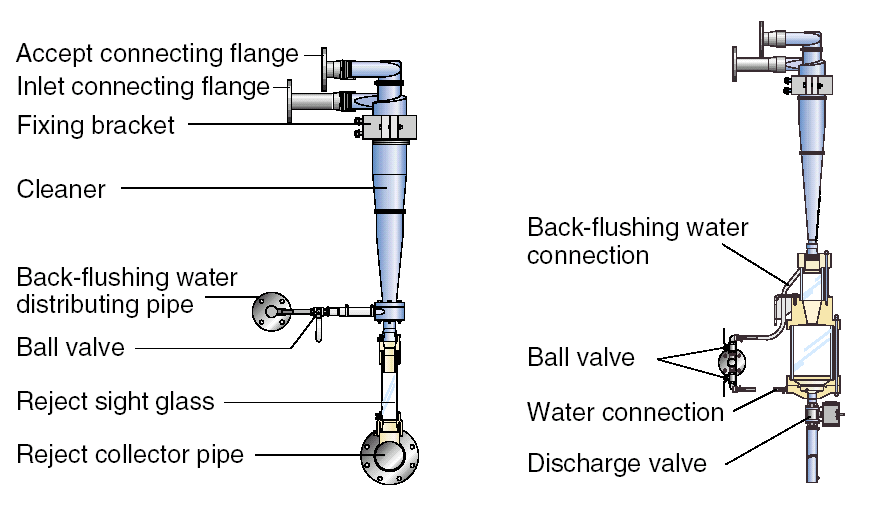 Accept connecting flange
Inlet connecting flange
Fixing bracket
Cleaner
Back-flushing water
distributing pipe
Ball valve
Reject sight glass
Reject collector pipe
Back-flushing water
connection
Ball valve
Water connection
Discharge valve